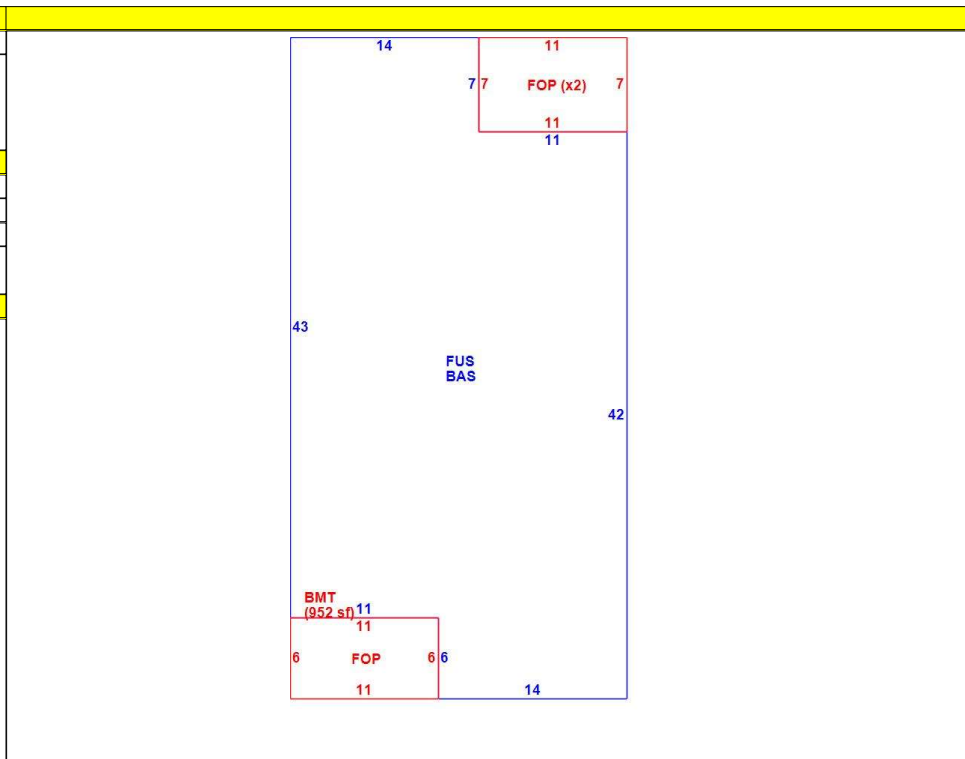 14
11
7 7 FOP (x2) 7
11
11
43
FUS
BAS
42
BMT
(952 sf) 11
11
6 FOP 6 6
11 14